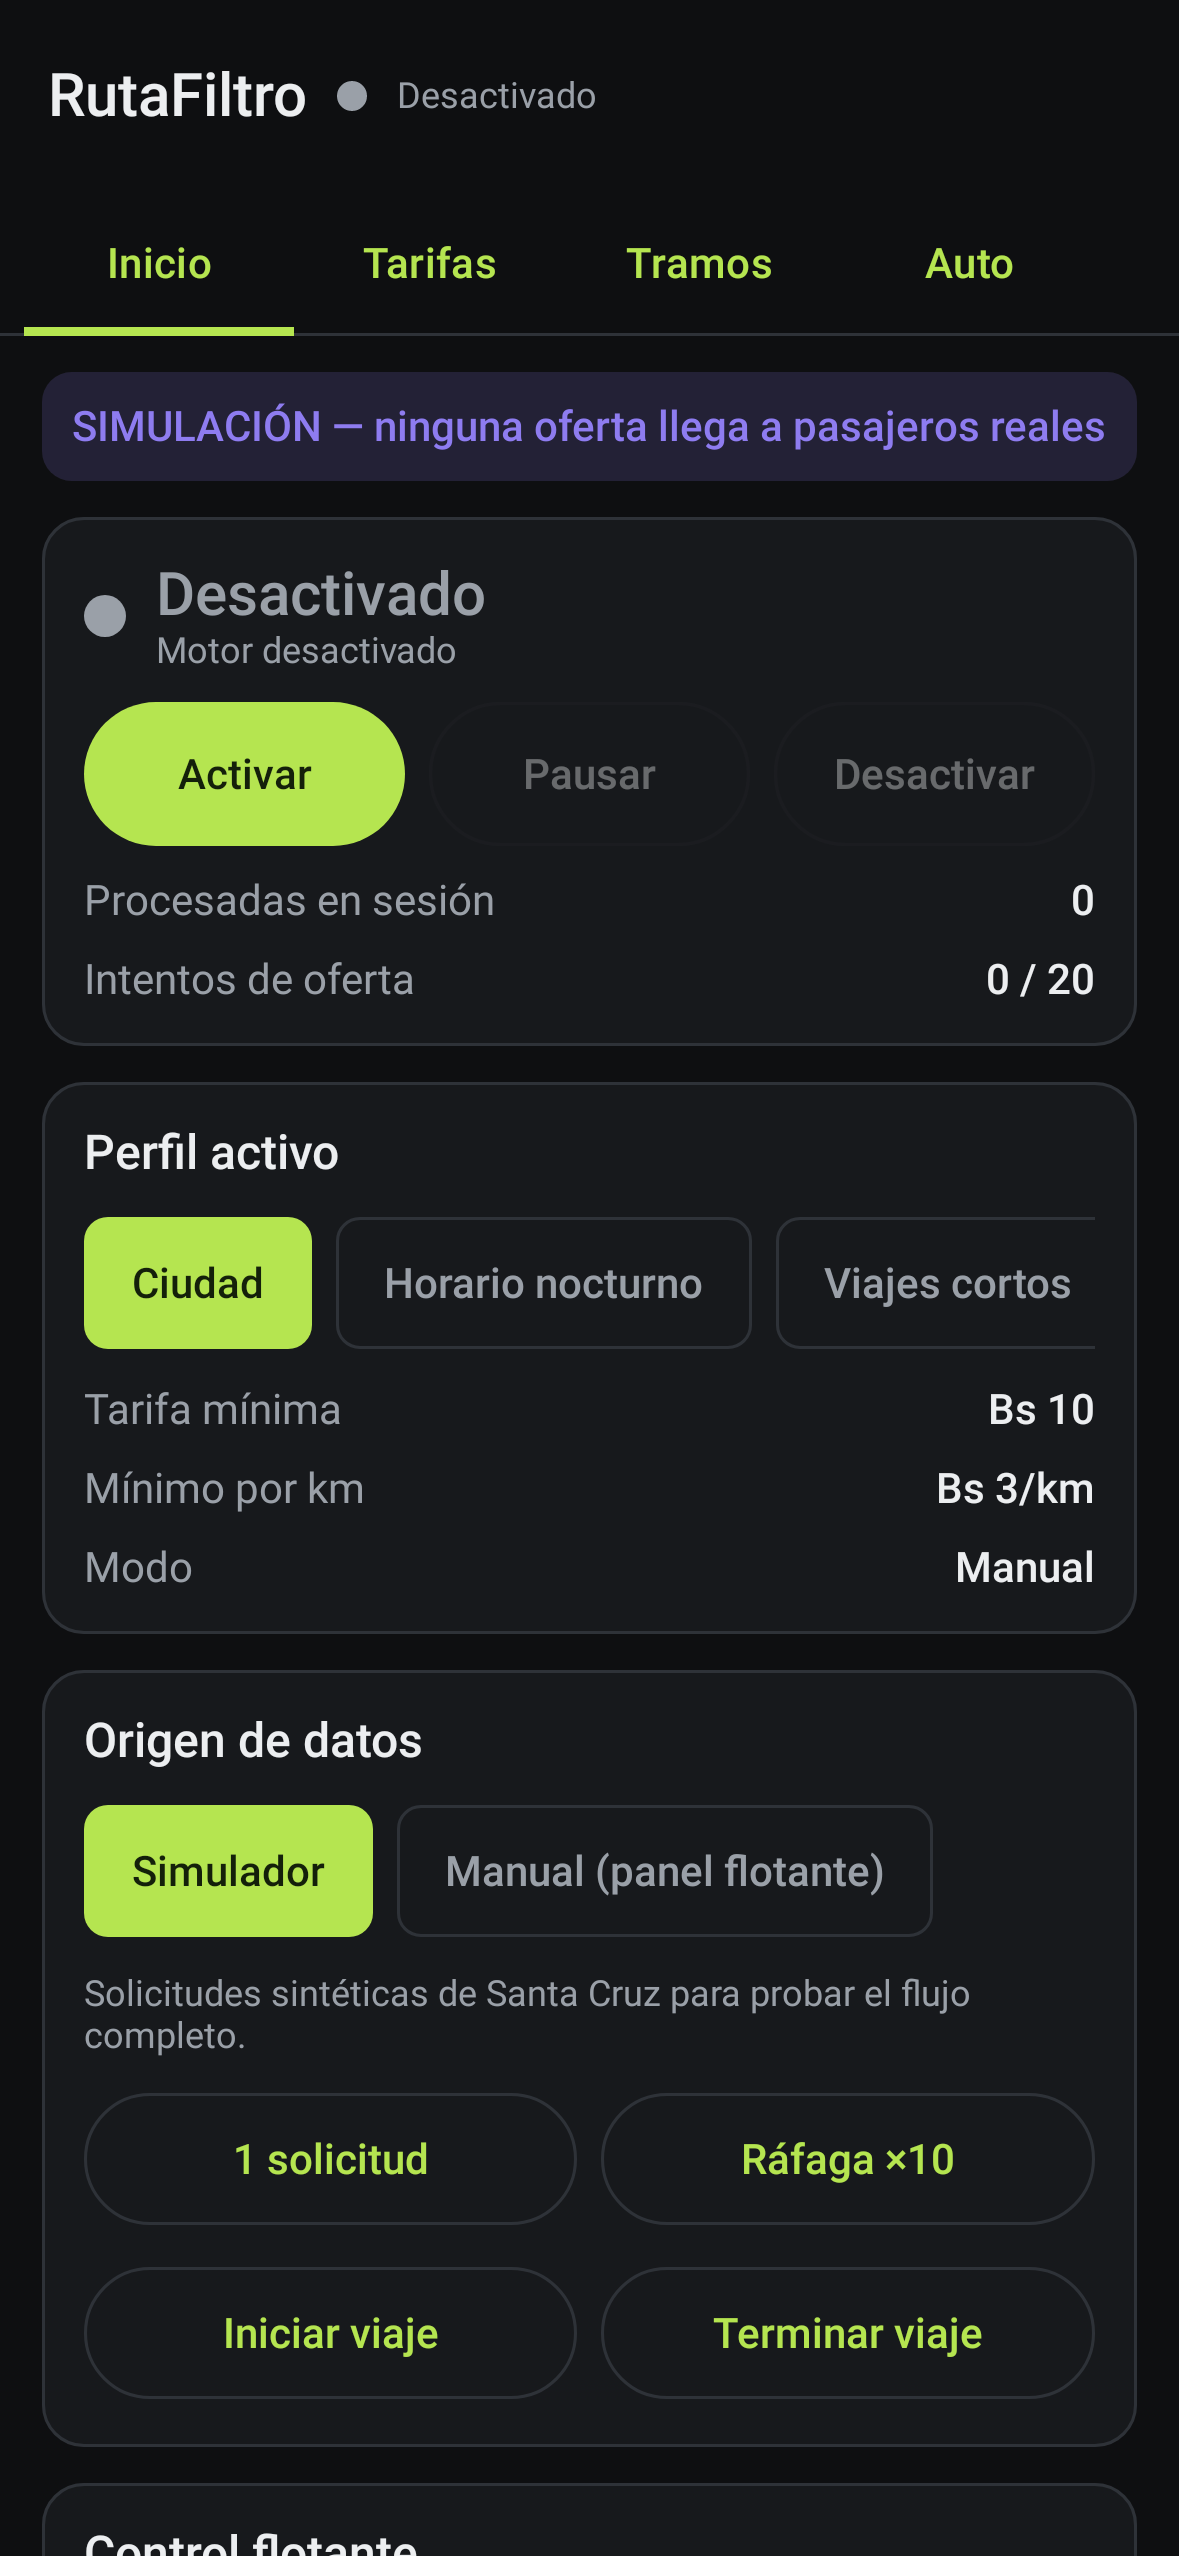 RutaFiltro Desactivado
Inicio Tarifas Tramos Auto
SIMULACIÓN — ninguna oferta llega a pasajeros reales
Desactivado
Motor desactivado
Activar Pausar Desactivar
Procesadas en sesión 0
Intentos de oferta 0 / 20
Perfil activo
Ciudad Horario nocturno Viajes cortos
Tarifa mínima Bs 10
Mínimo por km Bs 3/km
Modo Manual
Origen de datos
Simulador Manual (panel flotante)
Solicitudes sintéticas de Santa Cruz para probar el flujo
completo.
1 solicitud Ráfaga ×10
Iniciar viaje Terminar viaje
Control flotante